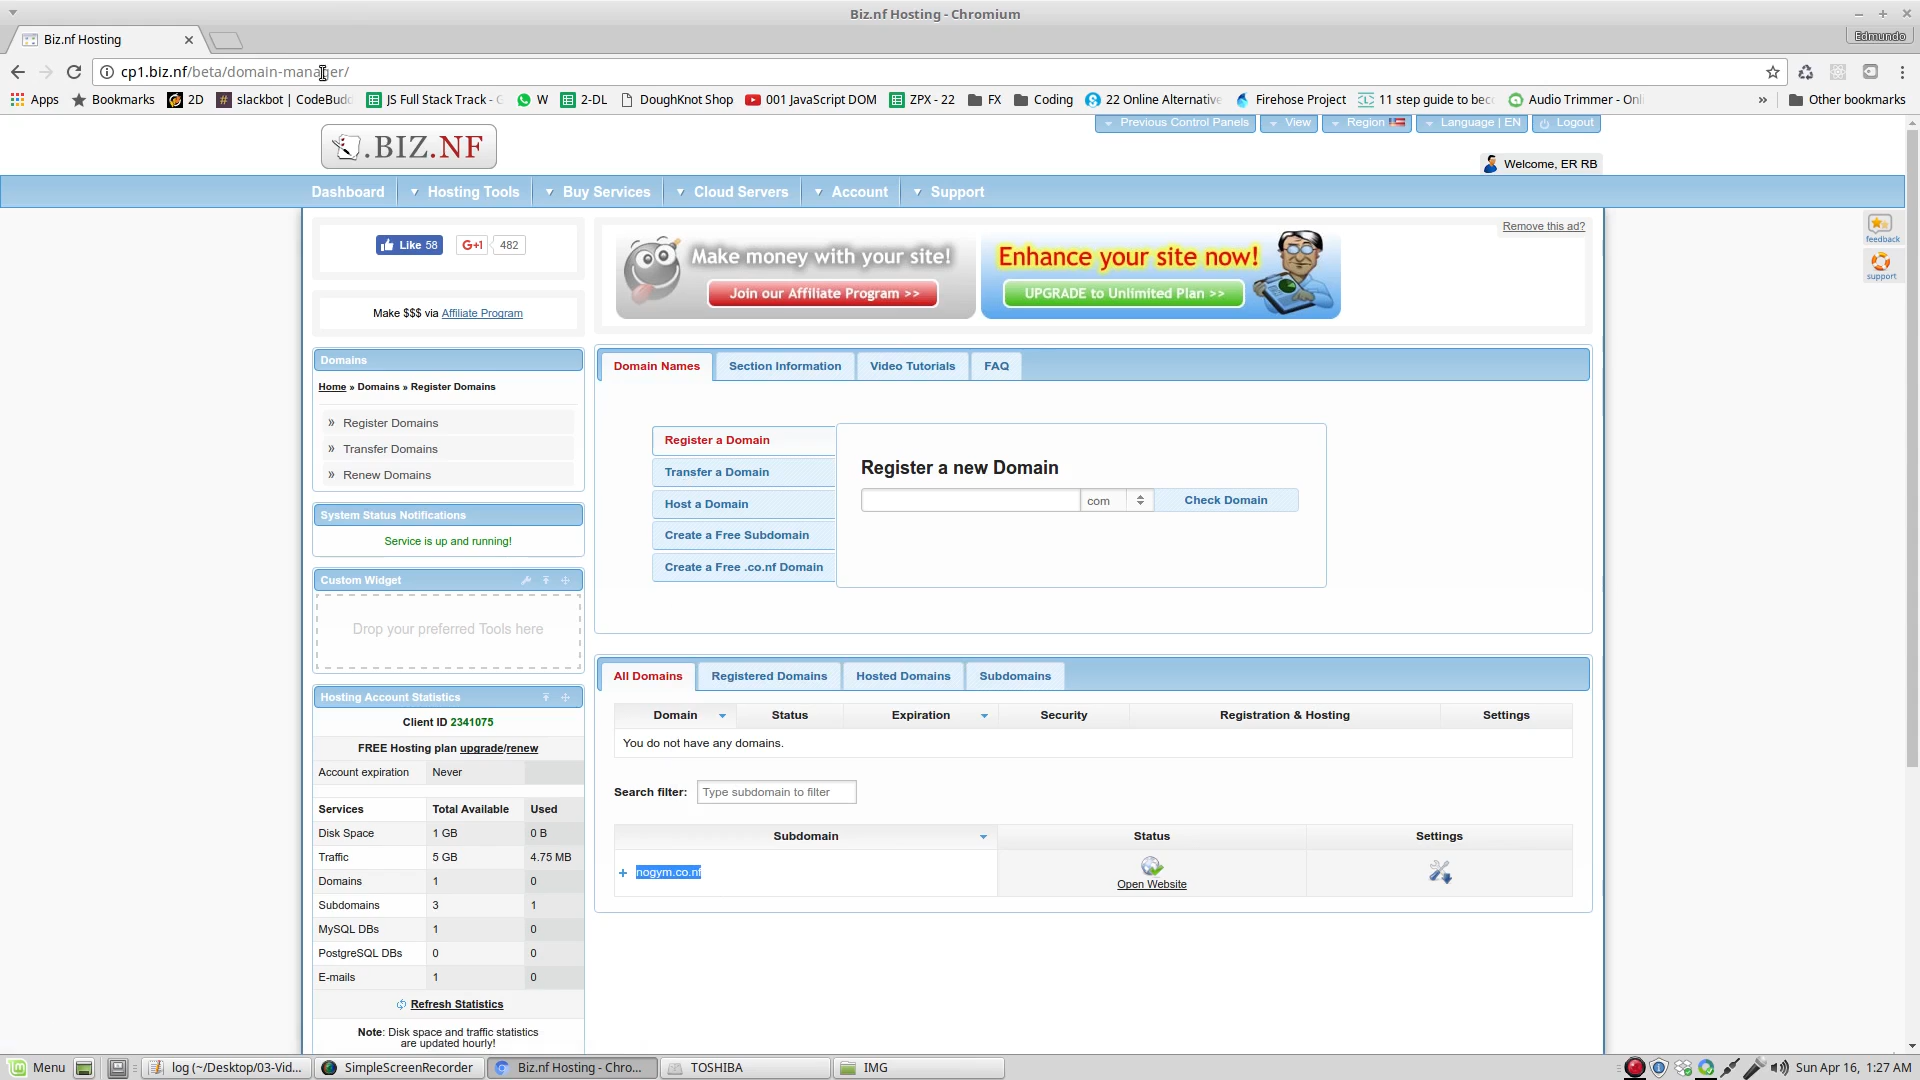 Biz.nf Hosting - Chromium
Biz.nf Hosting
Edmundo
cp1.biz.nf/beta/domain-manager/
Apps
Bookmarks
2D
slackbot | CodeBudd
JS Full Stack Track - C
W
2-DL
DoughKnot Shop
001 JavaScript DOM
ZPX - 22
FX
Coding
22 Online Alternative
Firehose Project
11 step guide to bec
Audio Trimmer - Onli
»
Other bookmarks
Previous Control Panels
View
Region
Language | EN
Logout
.BIZ.NF
Welcome, ER RB
Dashboard
Hosting Tools
Buy Services
Cloud Servers
Account
Support
Like 58
G+1
482
Make $$$ via Affiliate Program
Remove this ad?
Make money with your site!
Join our Affiliate Program >>
Enhance your site now!
UPGRADE to Unlimited Plan >>
feedback
support
Domains
Home » Domains » Register Domains
» Register Domains
» Transfer Domains
» Renew Domains
System Status Notifications
Service is up and running!
Custom Widget
Drop your preferred Tools here
Hosting Account Statistics
Client ID 2341075
FREE Hosting plan upgrade/renew
Account expiration Never
Services Total Available Used
Disk Space 1 GB 0 B
Traffic 5 GB 4.75 MB
Domains 1 0
Subdomains 3 1
MySQL DBs 1 0
PostgreSQL DBs 0 0
E-mails 1 0
Refresh Statistics
Note: Disk space and traffic statistics
are updated hourly!
Domain Names
Section Information
Video Tutorials
FAQ
Register a Domain
Transfer a Domain
Host a Domain
Create a Free Subdomain
Create a Free .co.nf Domain
Register a new Domain
com
Check Domain
All Domains
Registered Domains
Hosted Domains
Subdomains
Domain Status Expiration Security Registration & Hosting Settings
You do not have any domains.
Search filter: Type subdomain to filter
Subdomain Status Settings
+ nogym.co.nf
Open Website
Menu
log (~/Desktop/03-Vid...
SimpleScreenRecorder
Biz.nf Hosting - Chro...
TOSHIBA
IMG
Sun Apr 16, 1:27 AM